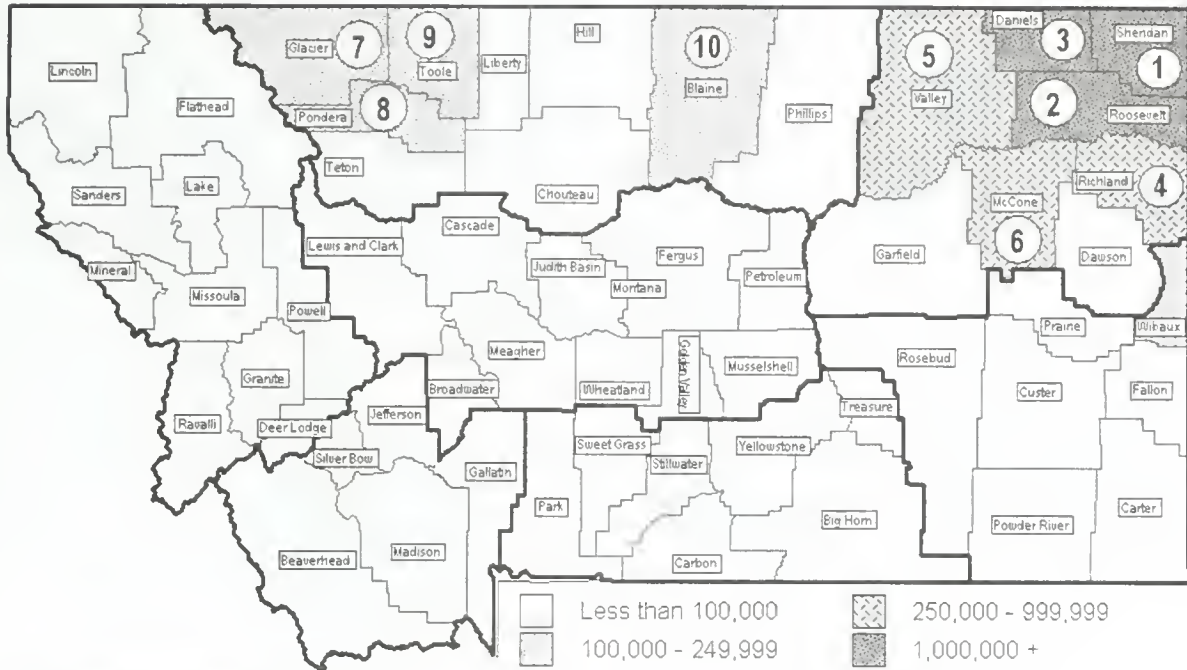 Daniels
Sheridan
Glacier
7
9
Toole
Liberty
Hill
10
Blaine
Phillips
5
Valley
3
1
2
Roosevelt
Lincoln
Flathead
Pondera
8
Teton
Chouteau
Sanders
Lake
Richland
4
McCone
6
Garfield
Dawson
Lewis and Clark
Cascade
Judith Basin
Fergus
Montana
Petroleum
Mineral
Missoula
Powell
Meagher
Golden Valley
Musselshell
Wheatland
Broadwater
Rosebud
Prairie
Wibaux
Custer
Fallon
Granite
Ravalli
Deer Lodge
Jefferson
Silver Bow
Gallatin
Sweet Grass
Stillwater
Yellowstone
Treasure
Park
Big Horn
Carbon
Powder River
Carter
Beaverhead
Madison
Less than 100,000
250,000 - 999,999
100,000 - 249,999
1,000,000 +